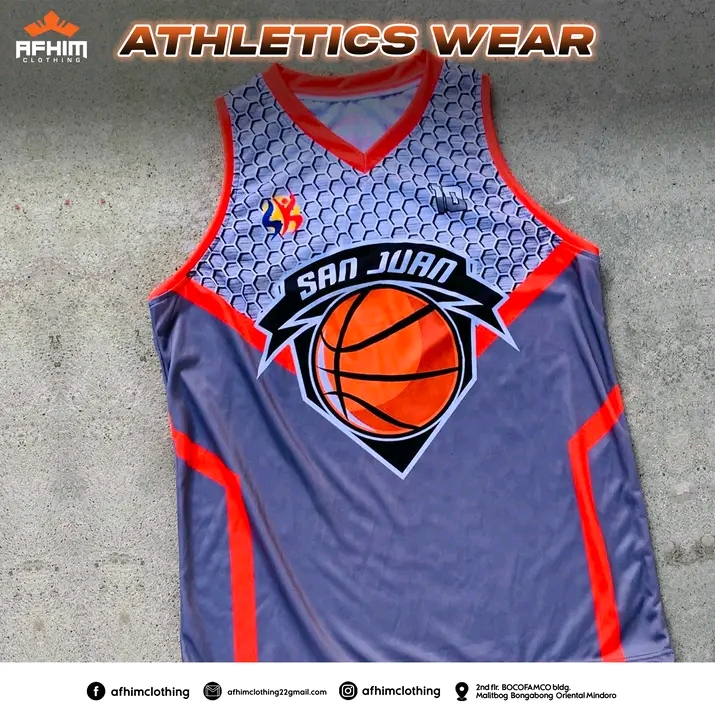 AFHIM
CLOTHING
ATHLETICS WEAR
10
SK
SAN JUAN
afhimclothing
afhimclothing22gmail.com
afhimclothing
2nd flr. BOCOFAMCO bldg.
Malitbog Bongabong Oriental Mindoro